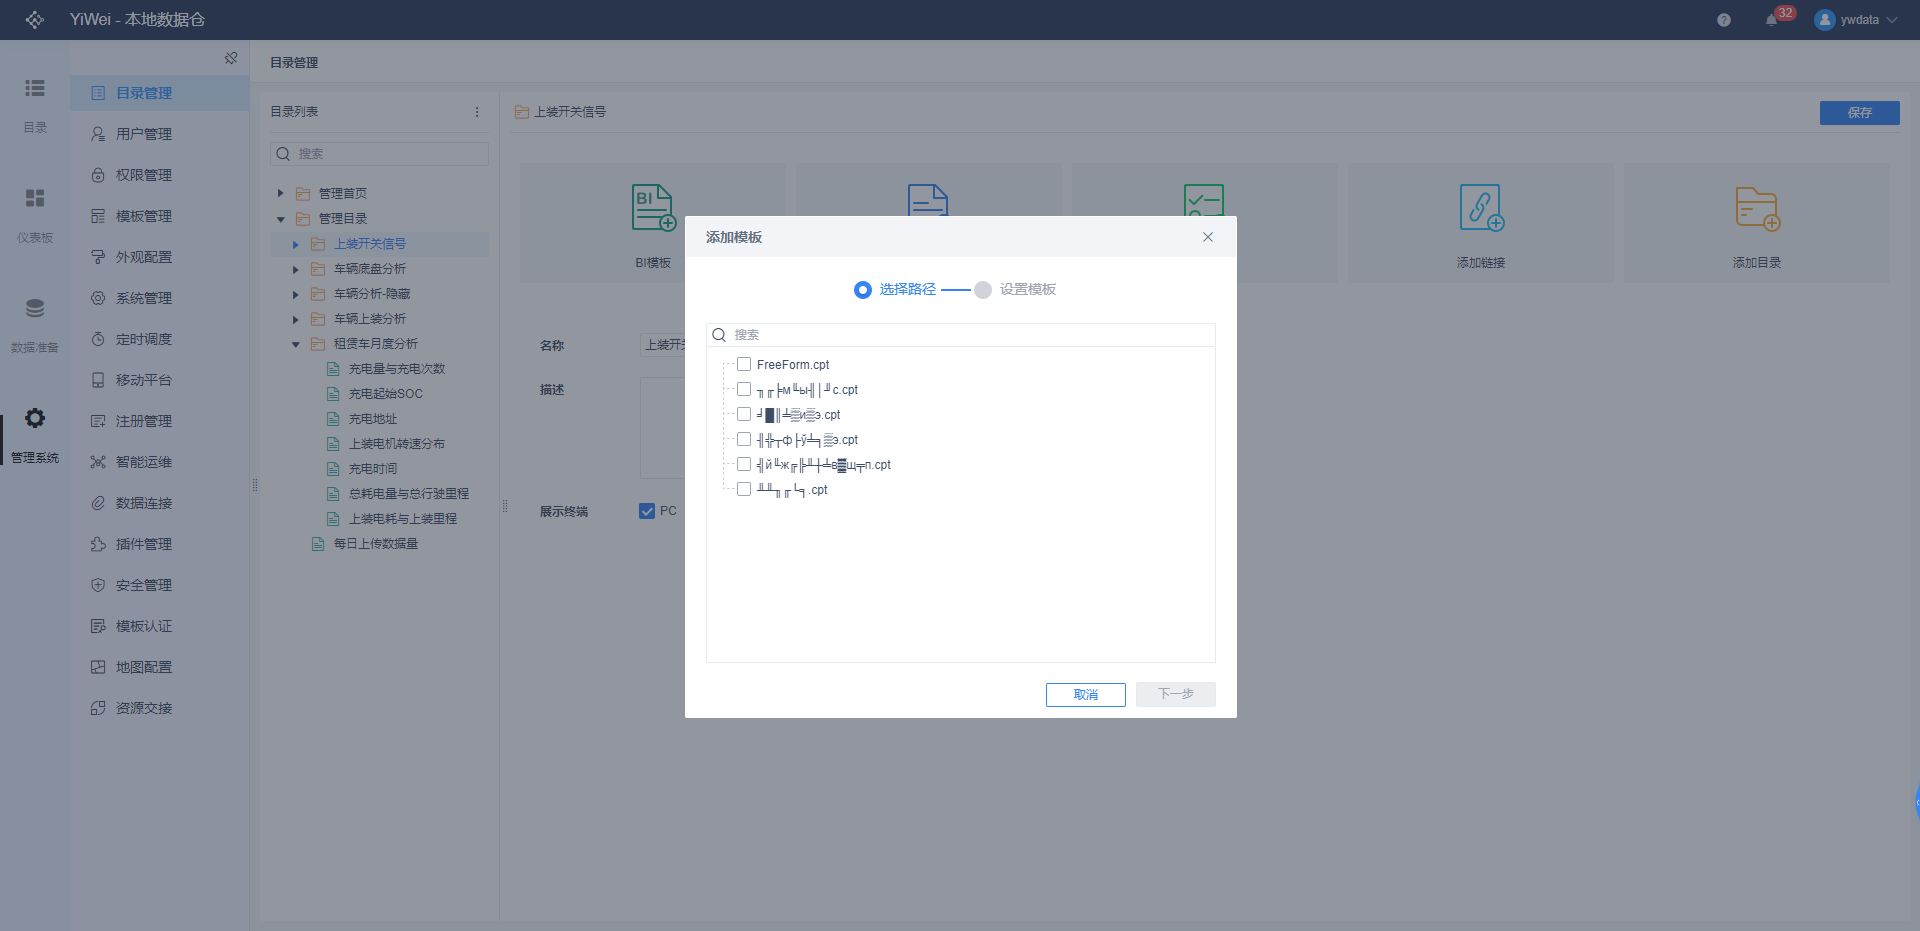 YiWei - 本地数据仓
32
ywdata
目录
仪表板
数据准备
管理系统
目录管理
用户管理
权限管理
模板管理
外观配置
系统管理
定时调度
移动平台
注册管理
智能运维
数据连接
插件管理
安全管理
模板认证
地图配置
资源交接
目录管理
目录列表
搜索
管理首页
管理目录
上装开关信号
车辆底盘分析
车辆分析-隐藏
车辆上装分析
租赁车月度分析
充电量与充电次数
充电起始SOC
充电地址
上装电机转速分布
充电时间
总耗电量与总行驶里程
上装电耗与上装里程
每日上传数据量
上装开关信号
保存
BI
BI模板
添加链接
添加目录
名称
上装开
描述
展示终端
PC
添加模板
选择路径
设置模板
搜索
FreeForm.cpt
╖╓╞м╙ы╢│╜с.cpt
╛█║╧▒и▒э.cpt
╢╬┬ф├ў╧╕▒э.cpt
╣й╙ж╔╠╨┼╧в▓щ╤п.cpt
╨╨╖╓└╕.cpt
取消
下一步